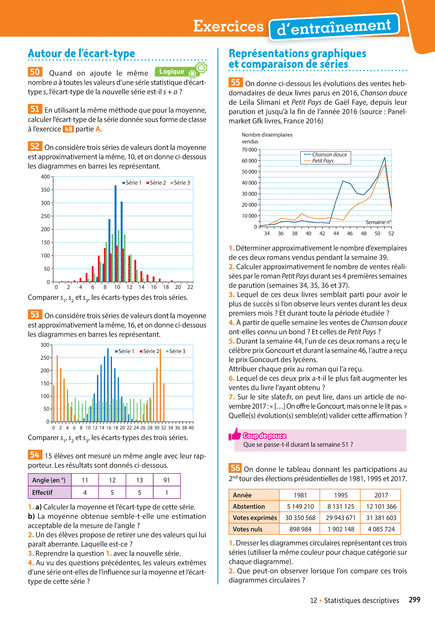 Exercices d'entraînement
Autour de l'écart-type
50 Quand on ajoute le même Logique
nombre a à toutes les valeurs d'une série statistique d'écart-
type s, l'écart-type de la nouvelle série est-il s + a ?
51 En utilisant la même méthode que pour la moyenne,
calculer l'écart-type de la série donnée sous forme de classe
à l'exercice 48 partie A.
52 On considère trois séries de valeurs dont la moyenne
est approximativement la même, 10, et on donne ci-dessous
les diagrammes en barres les représentant.
400
350
300
250
200
150
100
50
0
Série 1 Série 2 Série 3
0 2 4 6 8 10 12 14 16 18 20 22
Comparer s1, s2 et s3, les écarts-types des trois séries.
53 On considère trois séries de valeurs dont la moyenne
est approximativement la même, 16, et on donne ci-dessous
les diagrammes en barres les représentant.
300
250
200
150
100
50
0
Série 1 Série 2 Série 3
0 2 4 6 8 10 12 14 16 18 20 22 24 26 28 30 32 34 36 38 40
Comparer s1, s2 et s3, les écarts-types des trois séries.
54 15 élèves ont mesuré un même angle avec leur rap-
porteur. Les résultats sont donnés ci-dessous.
Angle (en °) 11 12 13 91
Effectif 4 5 5 1
1. a) Calculer la moyenne et l'écart-type de cette série.
b) La moyenne obtenue semble-t-elle une estimation
acceptable de la mesure de l'angle ?
2. Un des élèves propose de retirer une des valeurs qui lui
paraît aberrante. Laquelle est-ce ?
3. Reprendre la question 1. avec la nouvelle série.
4. Au vu des questions précédentes, les valeurs extrêmes
d'une série ont-elles de l'influence sur la moyenne et l'écart-
type de cette série ?
Représentations graphiques
et comparaison de séries
55 On donne ci-dessous les évolutions des ventes heb-
domadaires de deux livres parus en 2016, Chanson douce
de Leïla Slimani et Petit Pays de Gaël Faye, depuis leur
parution et jusqu'à la fin de l'année 2016 (source : Panel-
market Gfk livres, France 2016)
Nombre d'exemplaires
vendus
70 000
60 000
50 000
40 000
30 000
20 000
10 000
0
Chanson douce
Petit Pays
Semaine n°
34 36 38 40 42 44 46 48 50 52
1. Déterminer approximativement le nombre d'exemplaires
de ces deux romans vendus pendant la semaine 39.
2. Calculer approximativement le nombre de ventes réali-
sées par le roman Petit Pays durant ses 4 premières semaines
de parution (semaines 34, 35, 36 et 37).
3. Lequel de ces deux livres semblait parti pour avoir le
plus de succès si l'on observe leurs ventes durant les deux
premiers mois ? Et durant toute la période étudiée ?
4. À partir de quelle semaine les ventes de Chanson douce
ont-elles connu un bond ? Et celles de Petit Pays ?
5. Durant la semaine 44, l'un de ces deux romans a reçu le
célèbre prix Goncourt et durant la semaine 46, l'autre a reçu
le prix Goncourt des lycéens.
Attribuer chaque prix au roman qui l'a reçu.
6. Lequel de ces deux prix a-t-il le plus fait augmenter les
ventes du livre l'ayant obtenu ?
7. Sur le site slate.fr, on peut lire, dans un article de no-
vembre 2017 : « […] On offre le Goncourt, mais on ne le lit pas. »
Quelle(s) évolution(s) semble(nt) valider cette affirmation ?
Coup de pouce
Que se passe-t-il durant la semaine 51 ?
56 On donne le tableau donnant les participations au
2nd tour des élections présidentielles de 1981, 1995 et 2017.
Année 1981 1995 2017
Abstention 5 149 210 8 131 125 12 101 366
Votes exprimés 30 350 568 29 943 671 31 381 603
Votes nuls 898 984 1 902 148 4 085 724
1. Dresser les diagrammes circulaires représentant ces trois
séries (utiliser la même couleur pour chaque catégorie sur
chaque diagramme).
2. Que peut-on observer lorsque l'on compare ces trois
diagrammes circulaires ?
12 • Statistiques descriptives 299